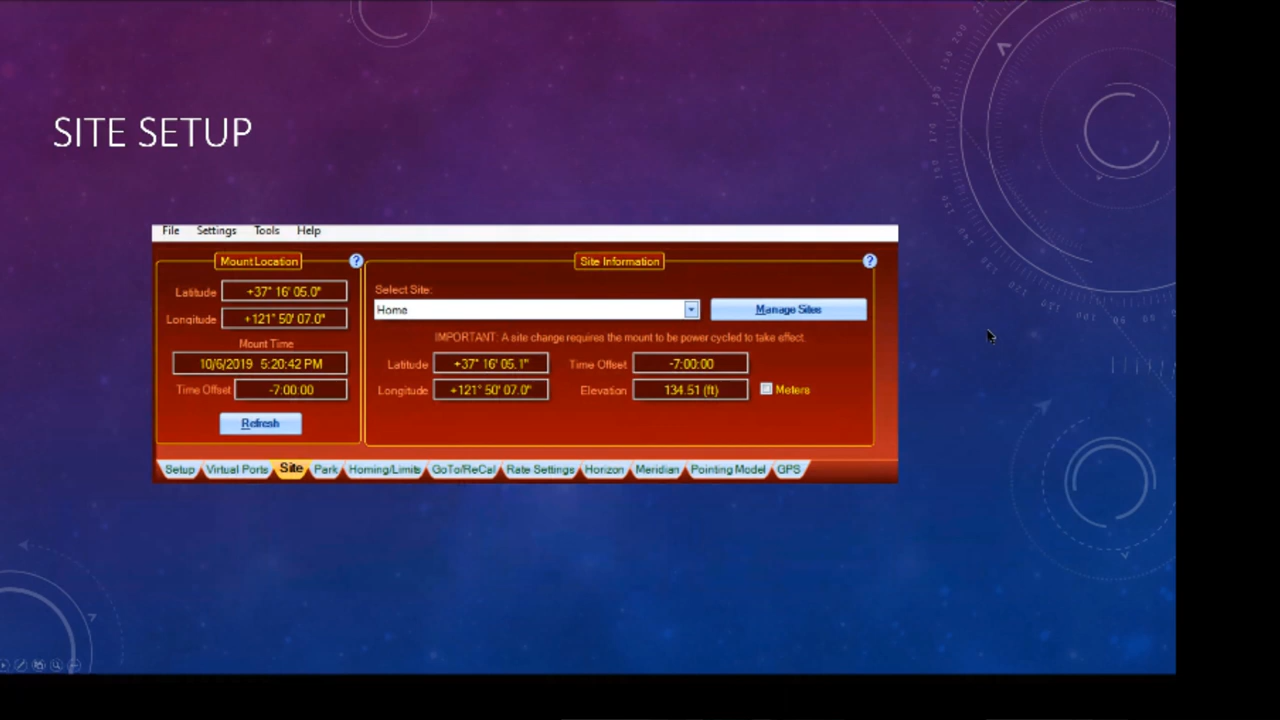 SITE SETUP
File Settings Tools Help
Mount Location ?
Latitude +37° 16' 05.0"
Longitude +121° 50' 07.0"
Mount Time
10/6/2019 5:20:42 PM
Time Offset -7:00:00
Refresh
Site Information ?
Select Site:
Home Manage Sites
IMPORTANT: A site change requires the mount to be power cycled to take effect.
Latitude +37° 16' 05.1" Time Offset -7:00:00
Longitude +121° 50' 07.0" Elevation 134.51 (ft) Meters
Setup Virtual Ports Site Park Homing/Limits GoTo/ReCal Rate Settings Horizon Meridian Pointing Model GPS